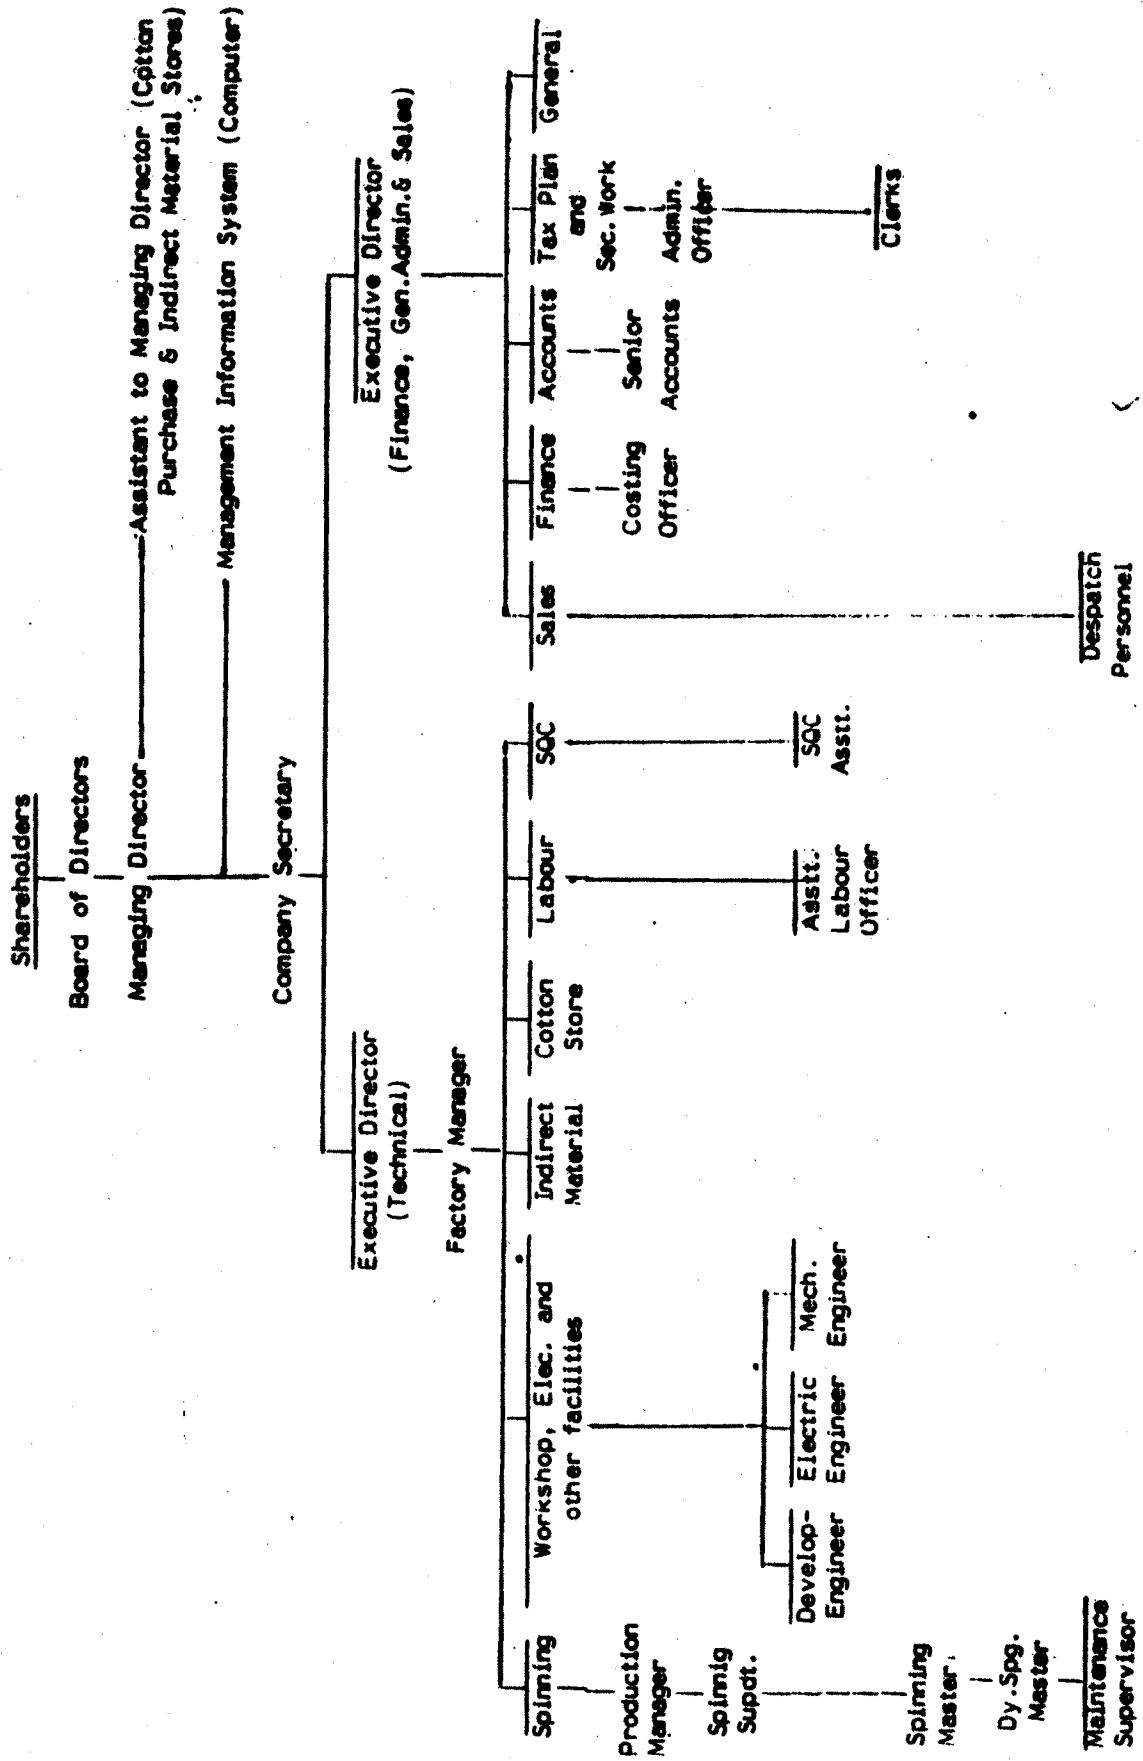 Shareholders
Board of Directors
Managing Director
Assistant to Managing Director (Cotton
Purchase & Indirect Material Stores)
Management Information System (Computer)
Company Secretary
Executive Director
(Technical)
Executive Director
(Finance, Gen.Admin.& Sales)
Factory Manager
Spinning
Workshop, Elec. and
other facilities
Indirect
Material
Cotton
Store
Labour
SQC
Sales
Finance
Accounts
Tax Plan
and
Sec.Work
General
Production
Manager
Spinnig
Supdt.
Spinning
Master
Dy.Spg.
Master
Maintenance
Supervisor
Develop-
Engineer
Electric
Engineer
Mech.
Engineer
Asstt.
Labour
Officer
SQC
Asstt.
Despatch
Personnel
Costing
Officer
Senior
Accounts
Admin.
Officer
Clerks